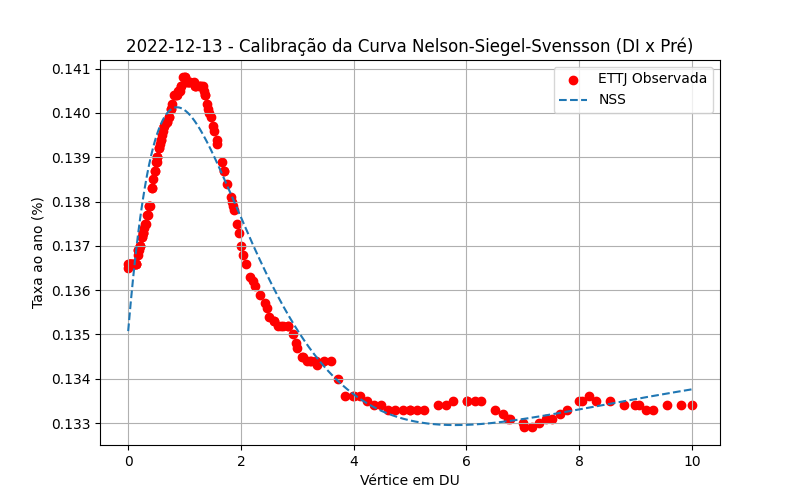 2022-12-13 - Calibração da Curva Nelson-Siegel-Svensson (DI x Pré)
ETTJ Observada
NSS
Taxa ao ano (%)
0.141
0.140
0.139
0.138
0.137
0.136
0.135
0.134
0.133
0 2 4 6 8 10
Vértice em DU